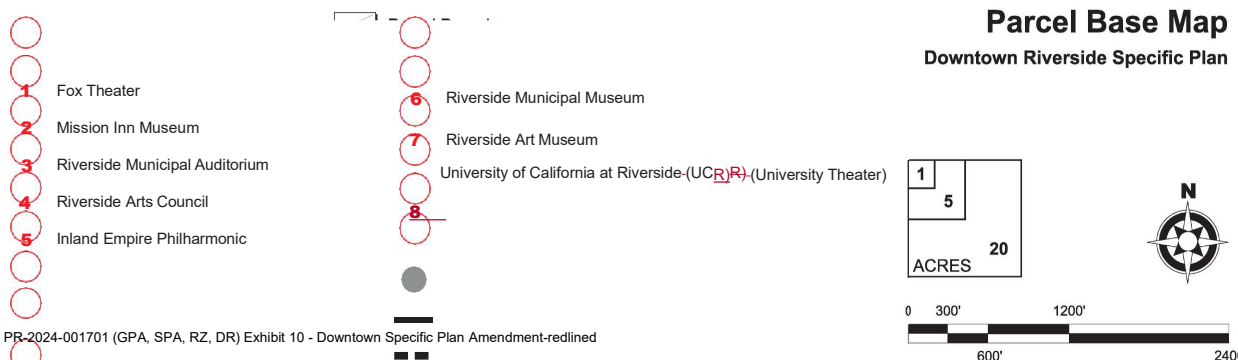 Parcel Base Map
Downtown Riverside Specific Plan
1 Fox Theater
2 Mission Inn Museum
3 Riverside Municipal Auditorium
4 Riverside Arts Council
5 Inland Empire Philharmonic
6 Riverside Municipal Museum
7 Riverside Art Museum
University of California at Riverside-(UCR)R)-(University Theater)
8
1
5
20
ACRES
N
0 300' 1200'
600' 240
PR-2024-001701 (GPA, SPA, RZ, DR) Exhibit 10 - Downtown Specific Plan Amendment-redlined